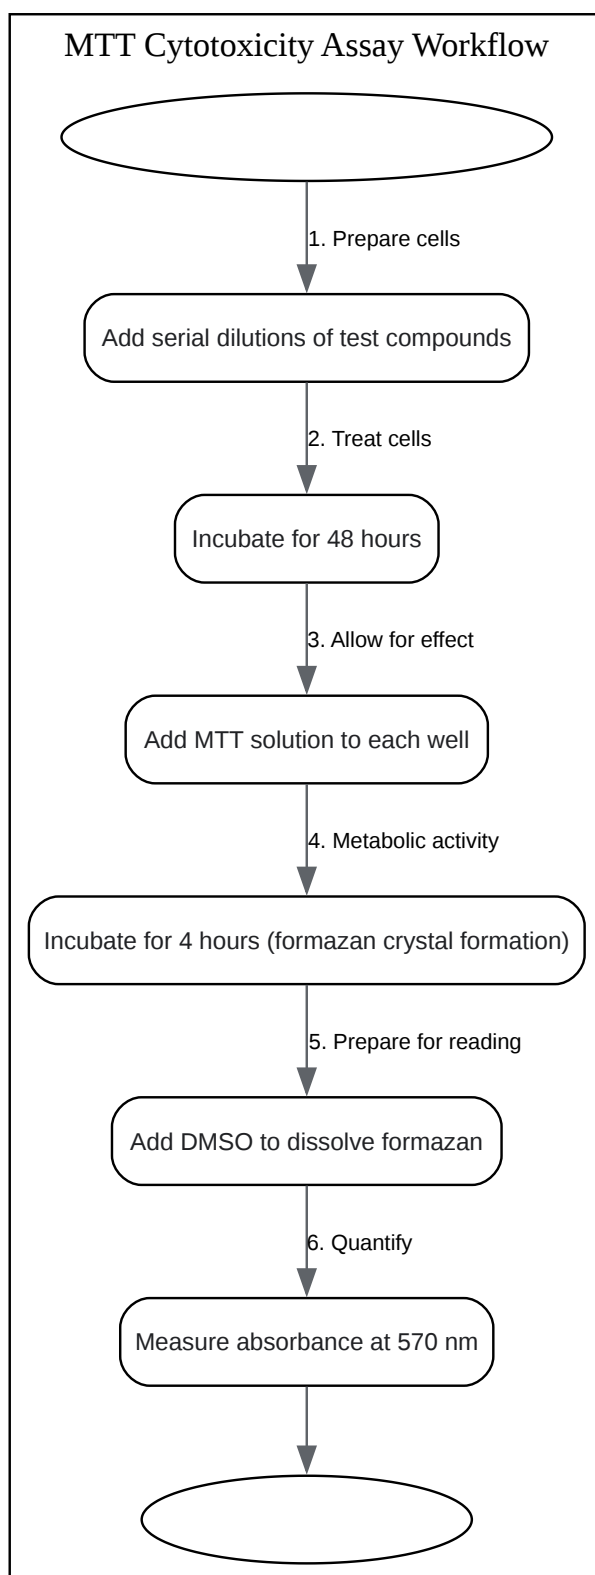 MTT Cytotoxicity Assay Workflow
1. Prepare cells
Add serial dilutions of test compounds
2. Treat cells
Incubate for 48 hours
3. Allow for effect
Add MTT solution to each well
4. Metabolic activity
Incubate for 4 hours (formazan crystal formation)
5. Prepare for reading
Add DMSO to dissolve formazan
6. Quantify
Measure absorbance at 570 nm